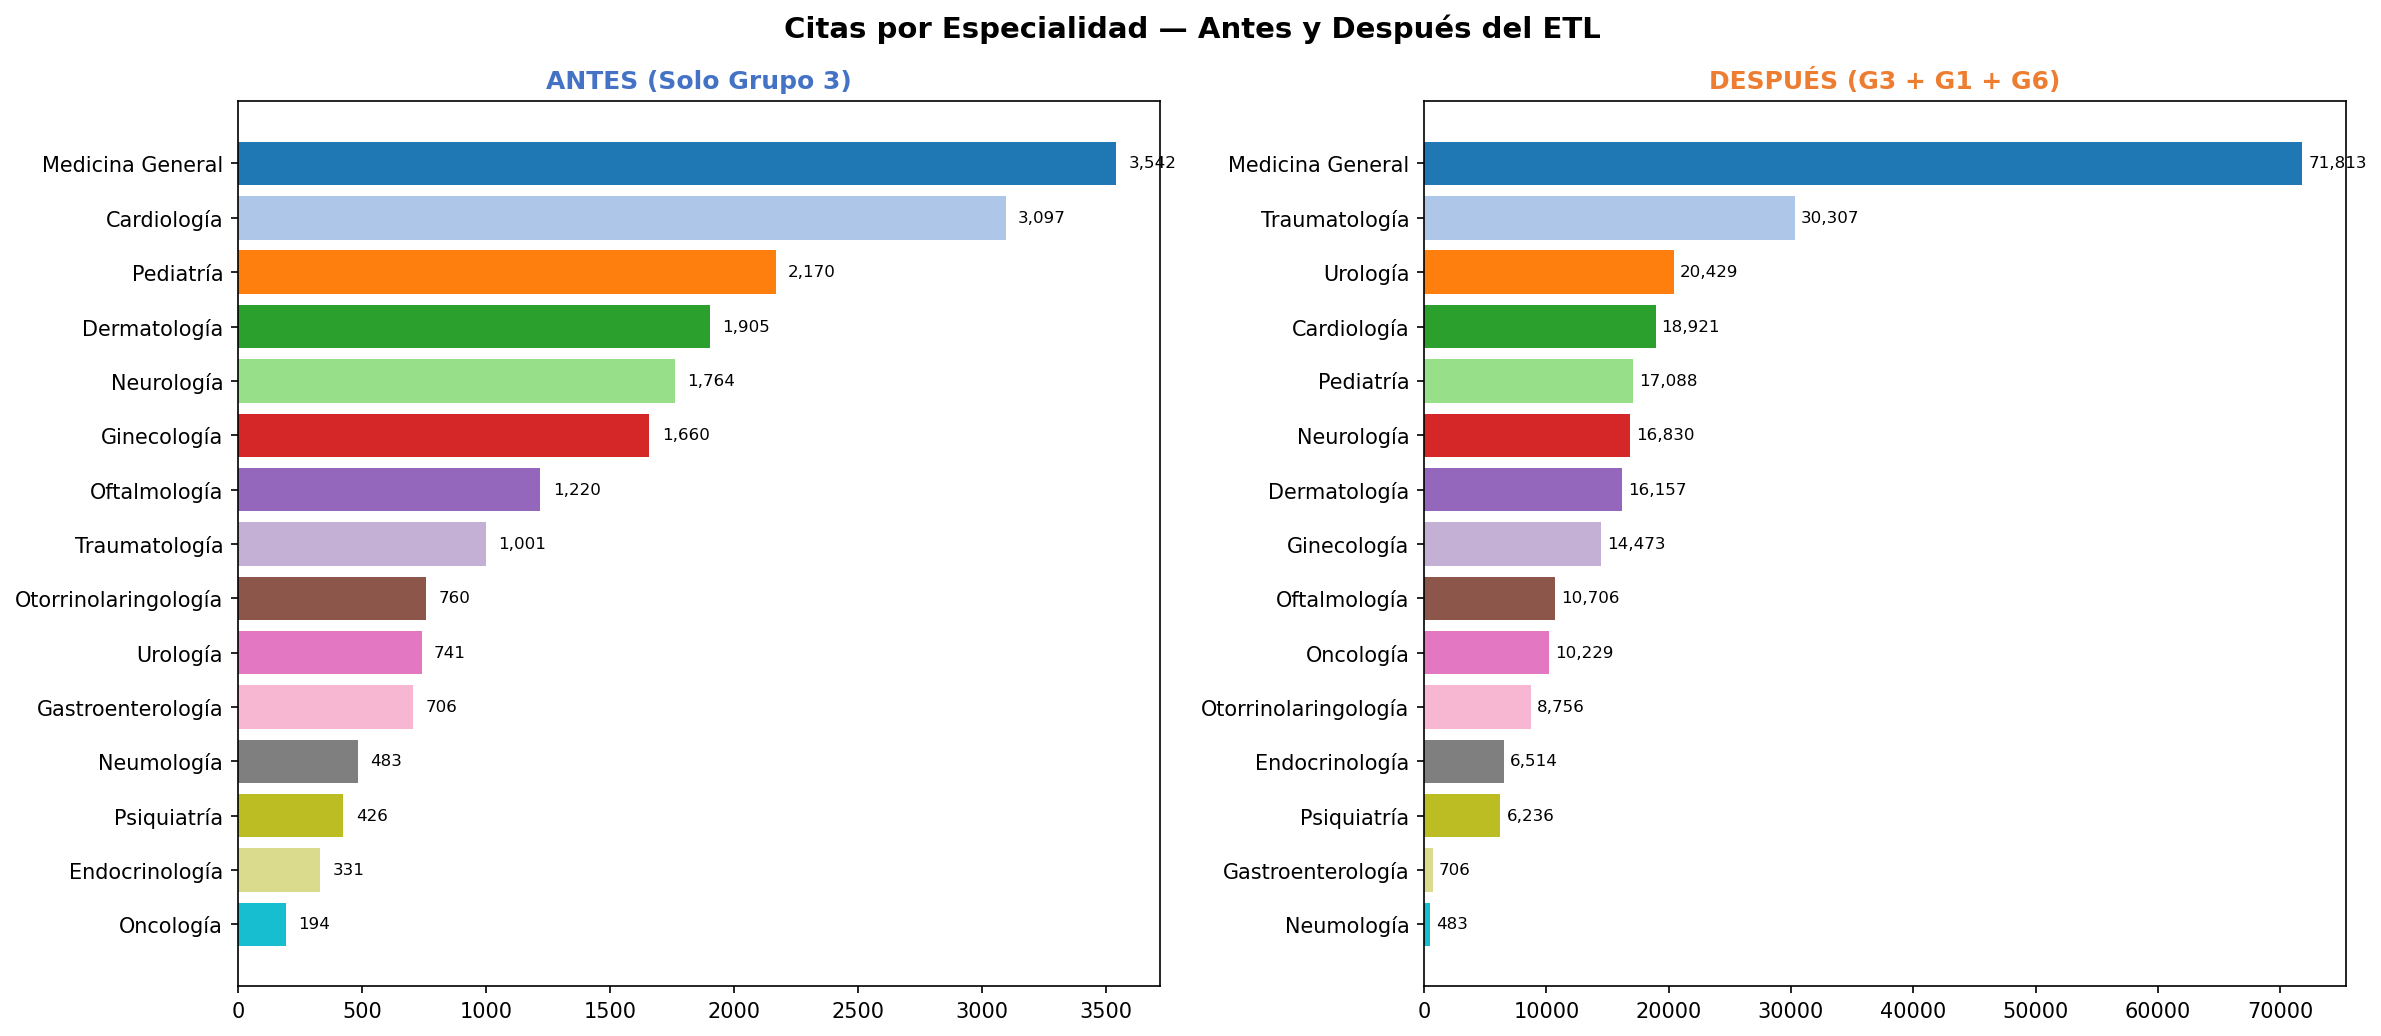 Citas por Especialidad — Antes y Después del ETL
ANTES (Solo Grupo 3)
Medicina General 3,542
Cardiología 3,097
Pediatría 2,170
Dermatología 1,905
Neurología 1,764
Ginecología 1,660
Oftalmología 1,220
Traumatología 1,001
Otorrinolaringología 760
Urología 741
Gastroenterología 706
Neumología 483
Psiquiatría 426
Endocrinología 331
Oncología 194
0 500 1000 1500 2000 2500 3000 3500
DESPUÉS (G3 + G1 + G6)
Medicina General 71,813
Traumatología 30,307
Urología 20,429
Cardiología 18,921
Pediatría 17,088
Neurología 16,830
Dermatología 16,157
Ginecología 14,473
Oftalmología 10,706
Oncología 10,229
Otorrinolaringología 8,756
Endocrinología 6,514
Psiquiatría 6,236
Gastroenterología 706
Neumología 483
0 10000 20000 30000 40000 50000 60000 70000